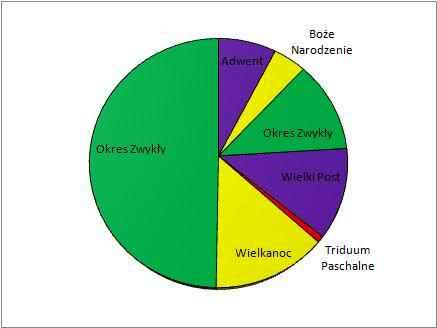 Boże
Narodzenie
Adwent
Okres Zwykły
Okres Zwykły
Wielki Post
Wielkanoc
Triduum
Paschalne